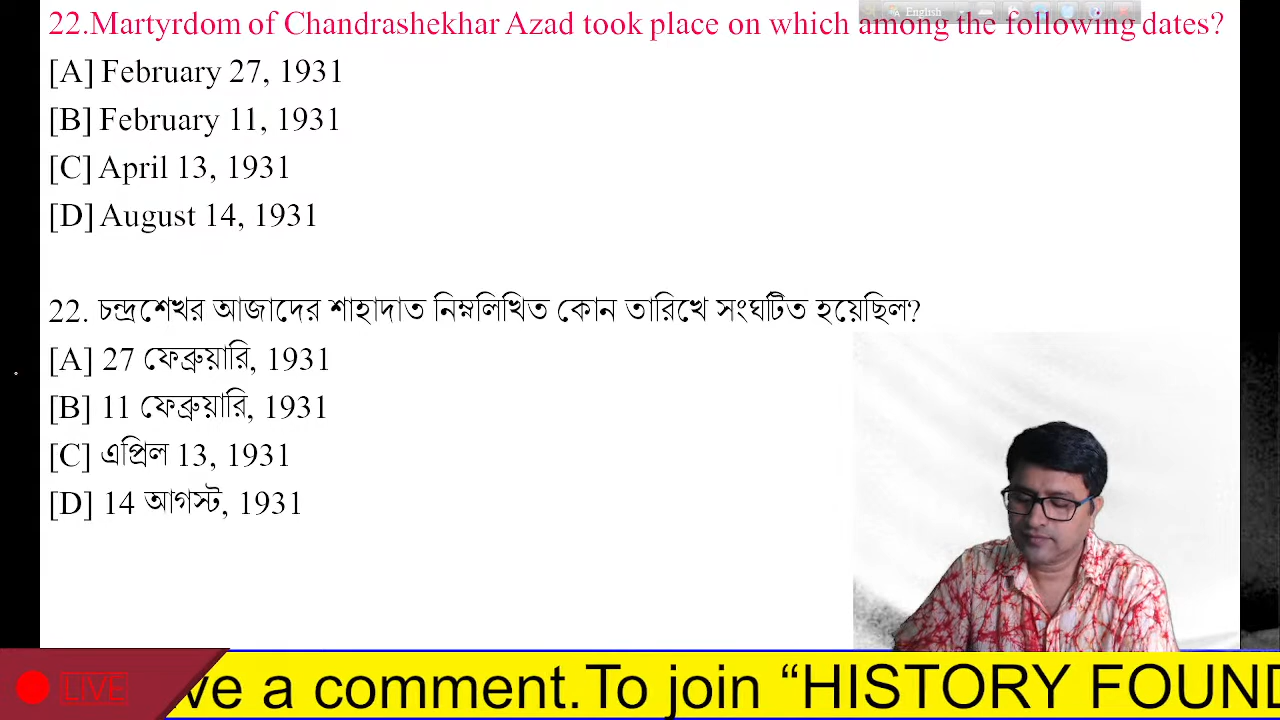 22.Martyrdom of Chandrashekhar Azad took place on which among the following dates?
English
[A] February 27, 1931
[B] February 11, 1931
[C] April 13, 1931
[D] August 14, 1931
22. চন্দ্রশেখর আজাদের শাহাদাত নিম্নলিখিত কোন তারিখে সংঘটিত হয়েছিল?
[A] 27 ফেব্রুয়ারি, 1931
[B] 11 ফেব্রুয়ারি, 1931
[C] এপ্রিল 13, 1931
[D] 14 আগস্ট, 1931
LIVE ve a comment.To join “HISTORY FOUND